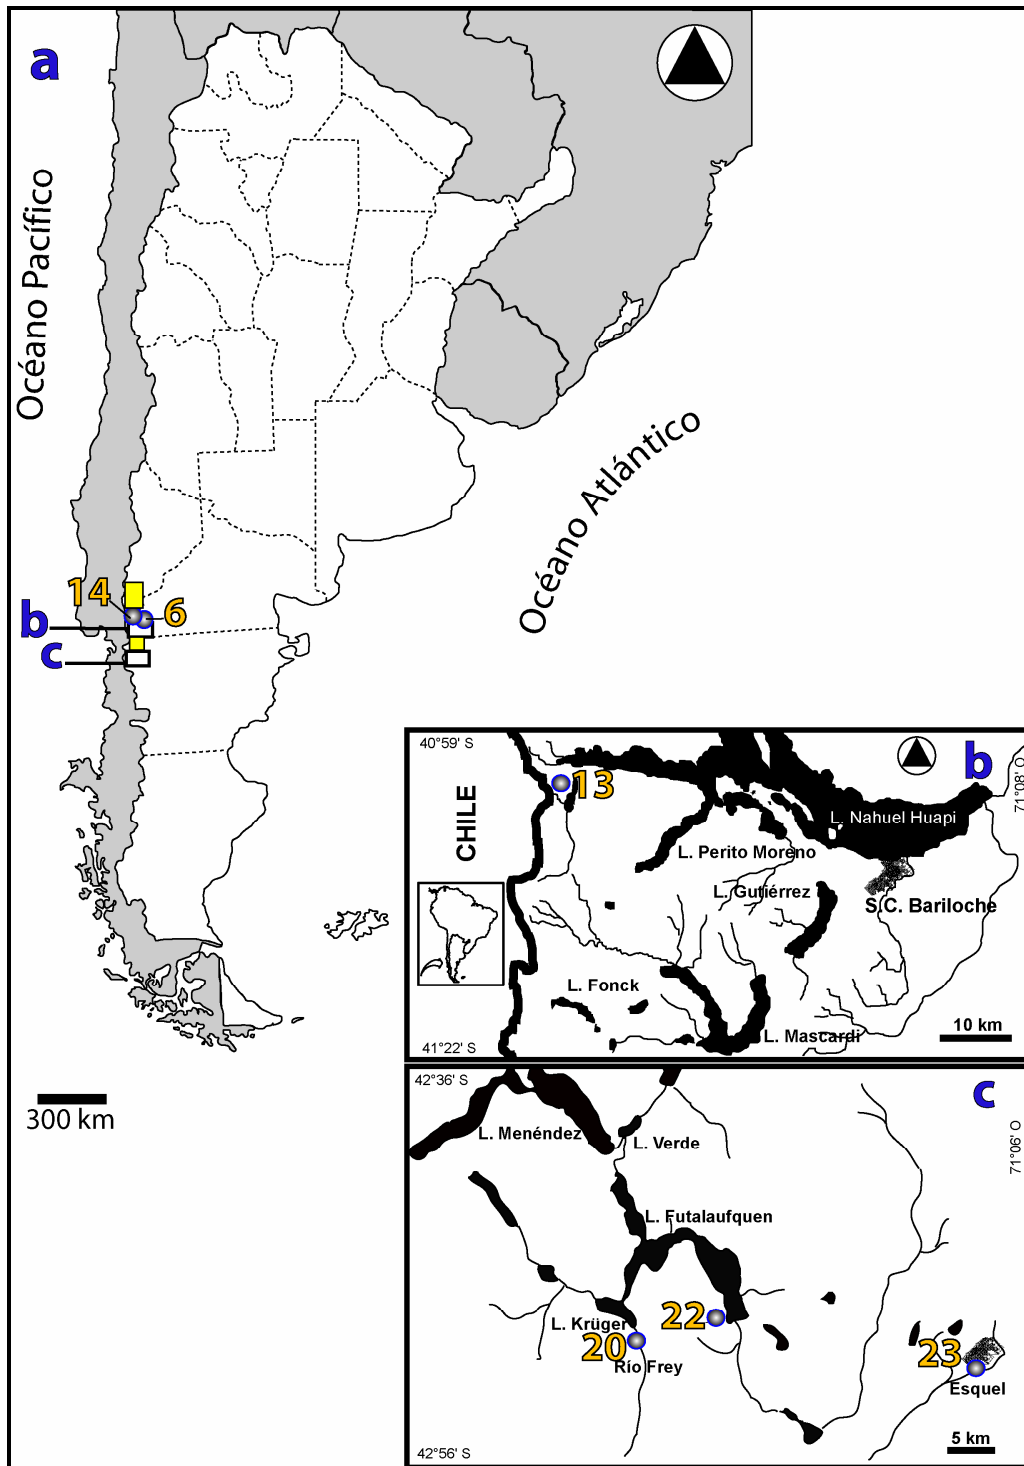 a
Océano Pacífico
Océano Atlántico
14
6
b
c
300 km
40°59' S
b
71°08' O
13
CHILE
L. Nahuel Huapi
L. Perito Moreno
L. Gutiérrez
S.C. Bariloche
L. Fonck
L. Mascardi
10 km
41°22' S
42°36' S
c
71°06' O
L. Menéndez
L. Verde
L. Futalaufquen
22
L. Krüger
20
Río Frey
23
Esquel
5 km
42°56' S